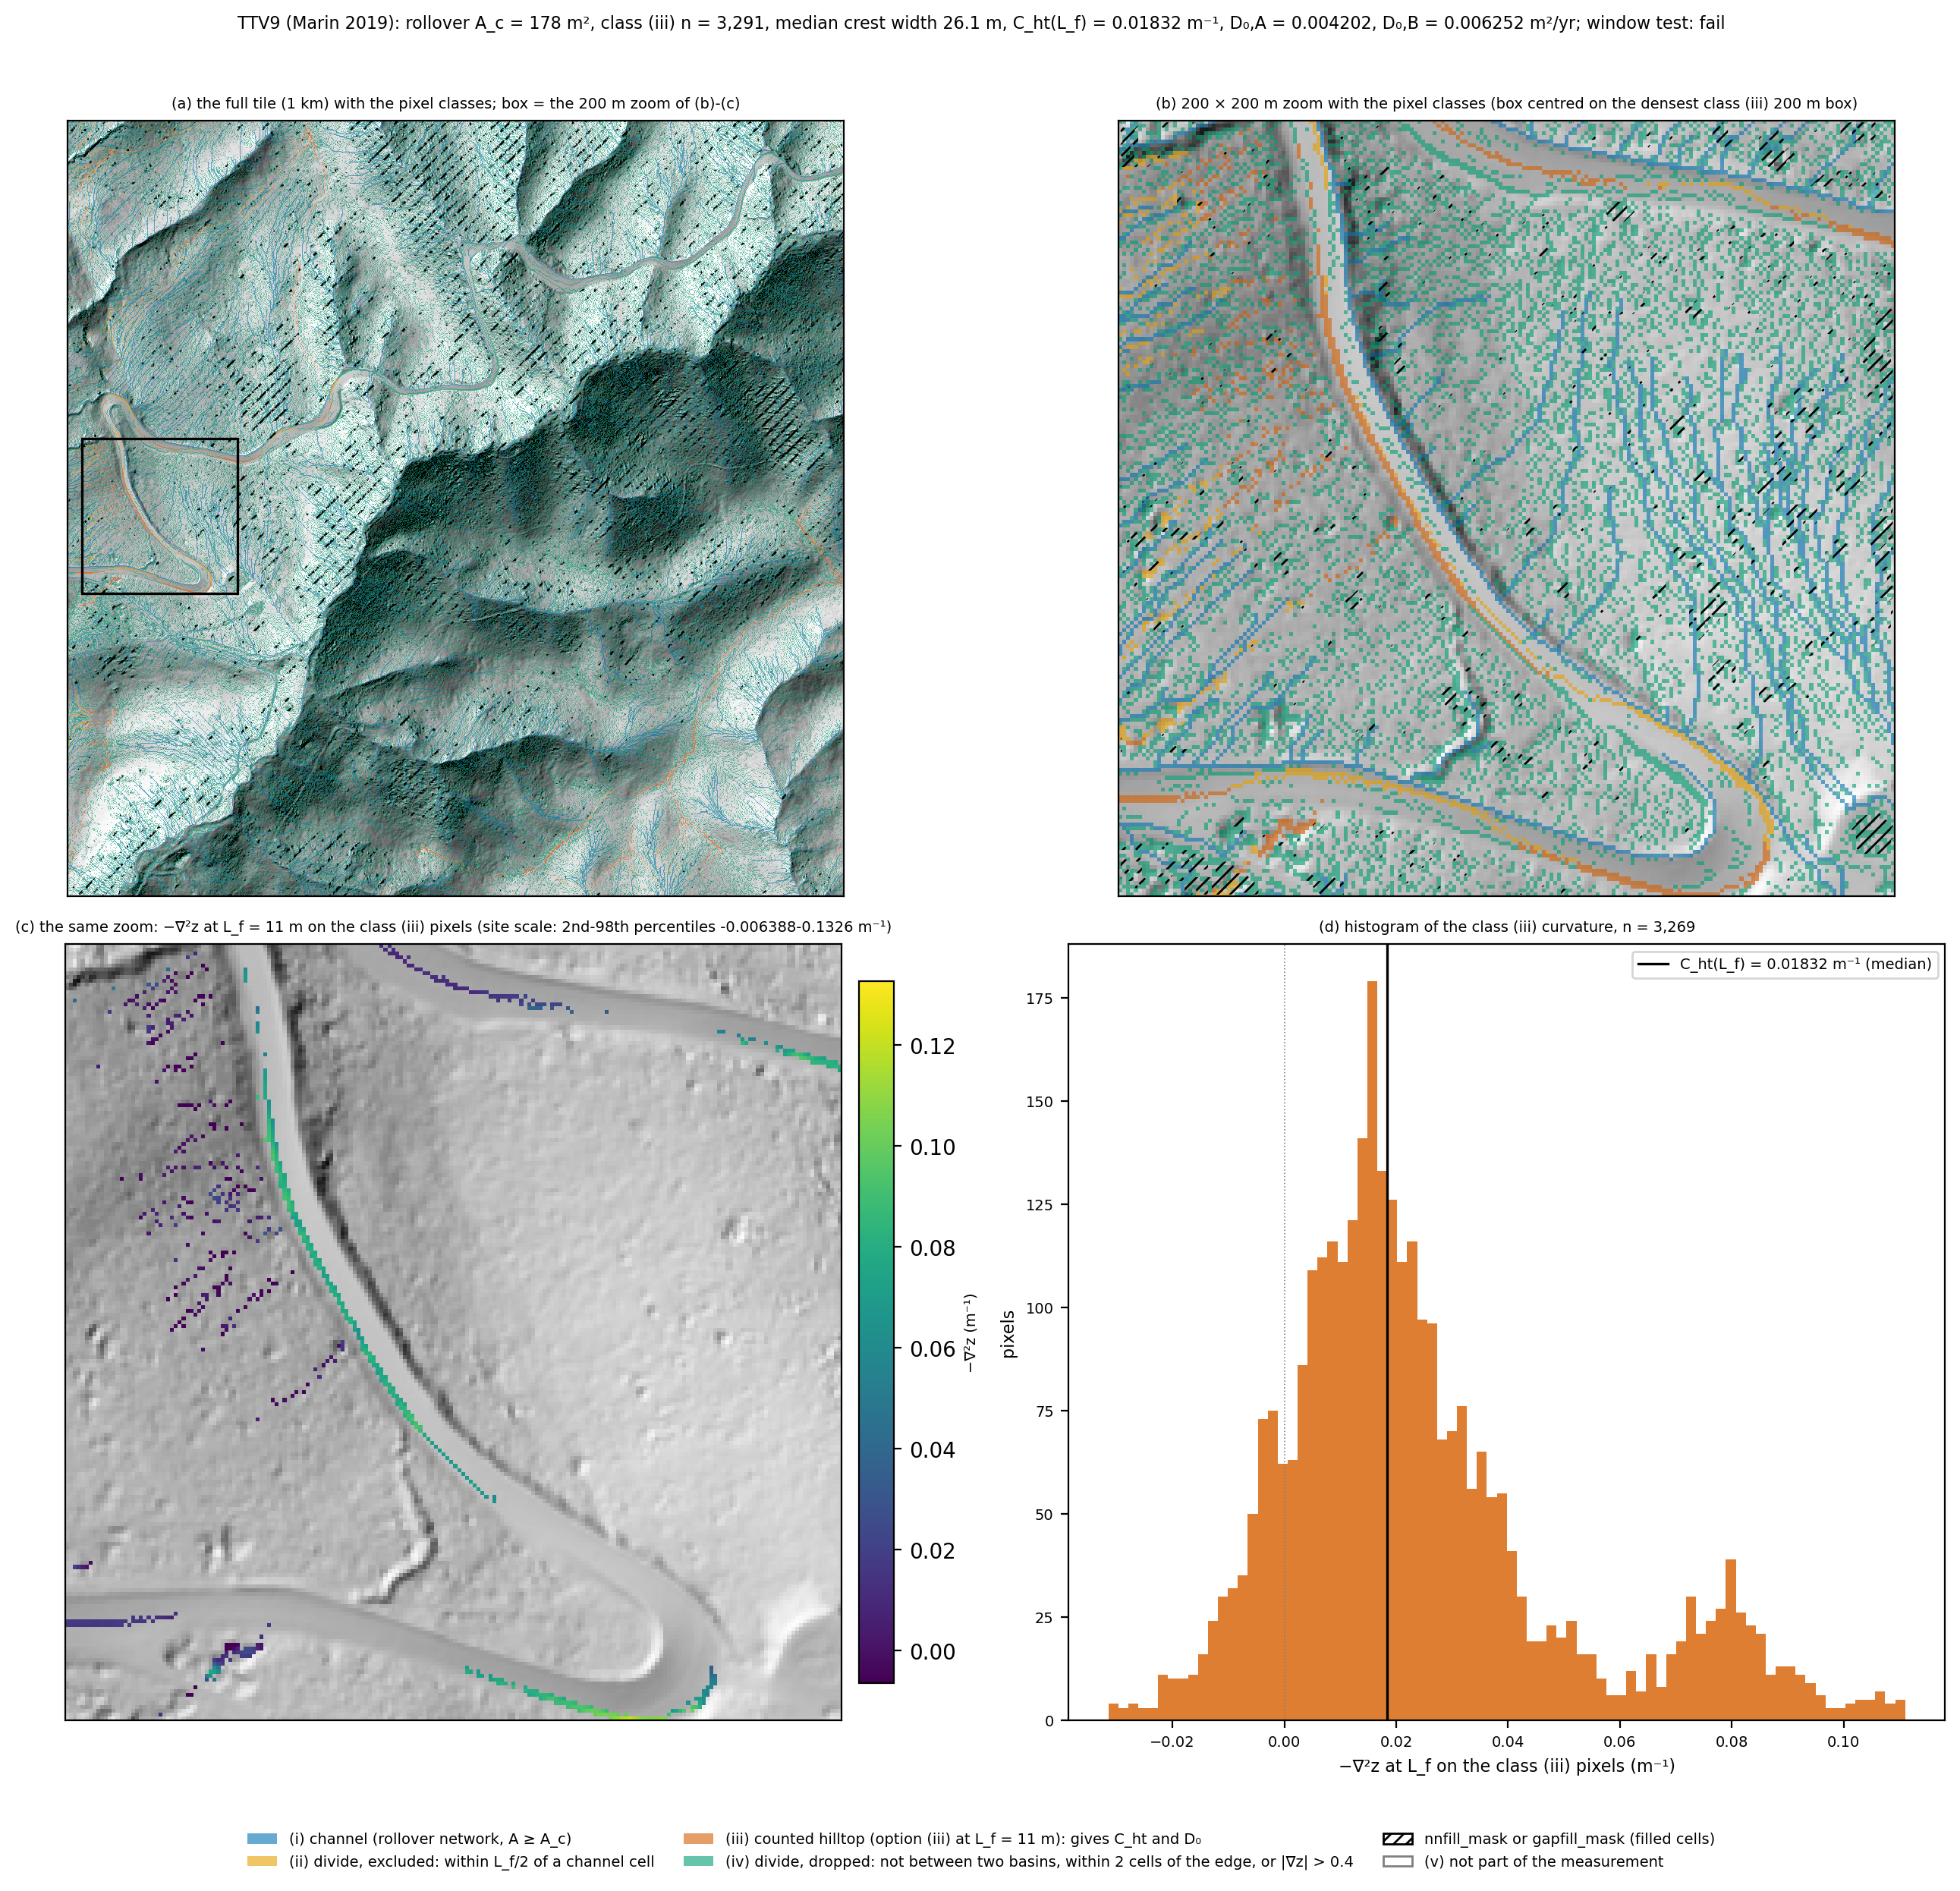 TTV9 (Marin 2019): rollover A_c = 178 m², class (iii) n = 3,291, median crest width 26.1 m, C_ht(L_f) = 0.01832 m⁻¹, D₀,A = 0.004202, D₀,B = 0.006252 m²/yr; window test: fail
(a) the full tile (1 km) with the pixel classes; box = the 200 m zoom of (b)-(c)
(b) 200 × 200 m zoom with the pixel classes (box centred on the densest class (iii) 200 m box)
(c) the same zoom: −∇²z at L_f = 11 m on the class (iii) pixels (site scale: 2nd-98th percentiles -0.006388-0.1326 m⁻¹)
0.12
0.10
0.08
0.06
0.04
0.02
0.00
−∇²z (m⁻¹)
(d) histogram of the class (iii) curvature, n = 3,269
C_ht(L_f) = 0.01832 m⁻¹ (median)
175
150
125
100
75
50
25
0
pixels
−0.02
0.00
0.02
0.04
0.06
0.08
0.10
−∇²z at L_f on the class (iii) pixels (m⁻¹)
(i) channel (rollover network, A ≥ A_c)
(ii) divide, excluded: within L_f/2 of a channel cell
(iii) counted hilltop (option (iii) at L_f = 11 m): gives C_ht and D₀
(iv) divide, dropped: not between two basins, within 2 cells of the edge, or |∇z| > 0.4
nnfill_mask or gapfill_mask (filled cells)
(v) not part of the measurement